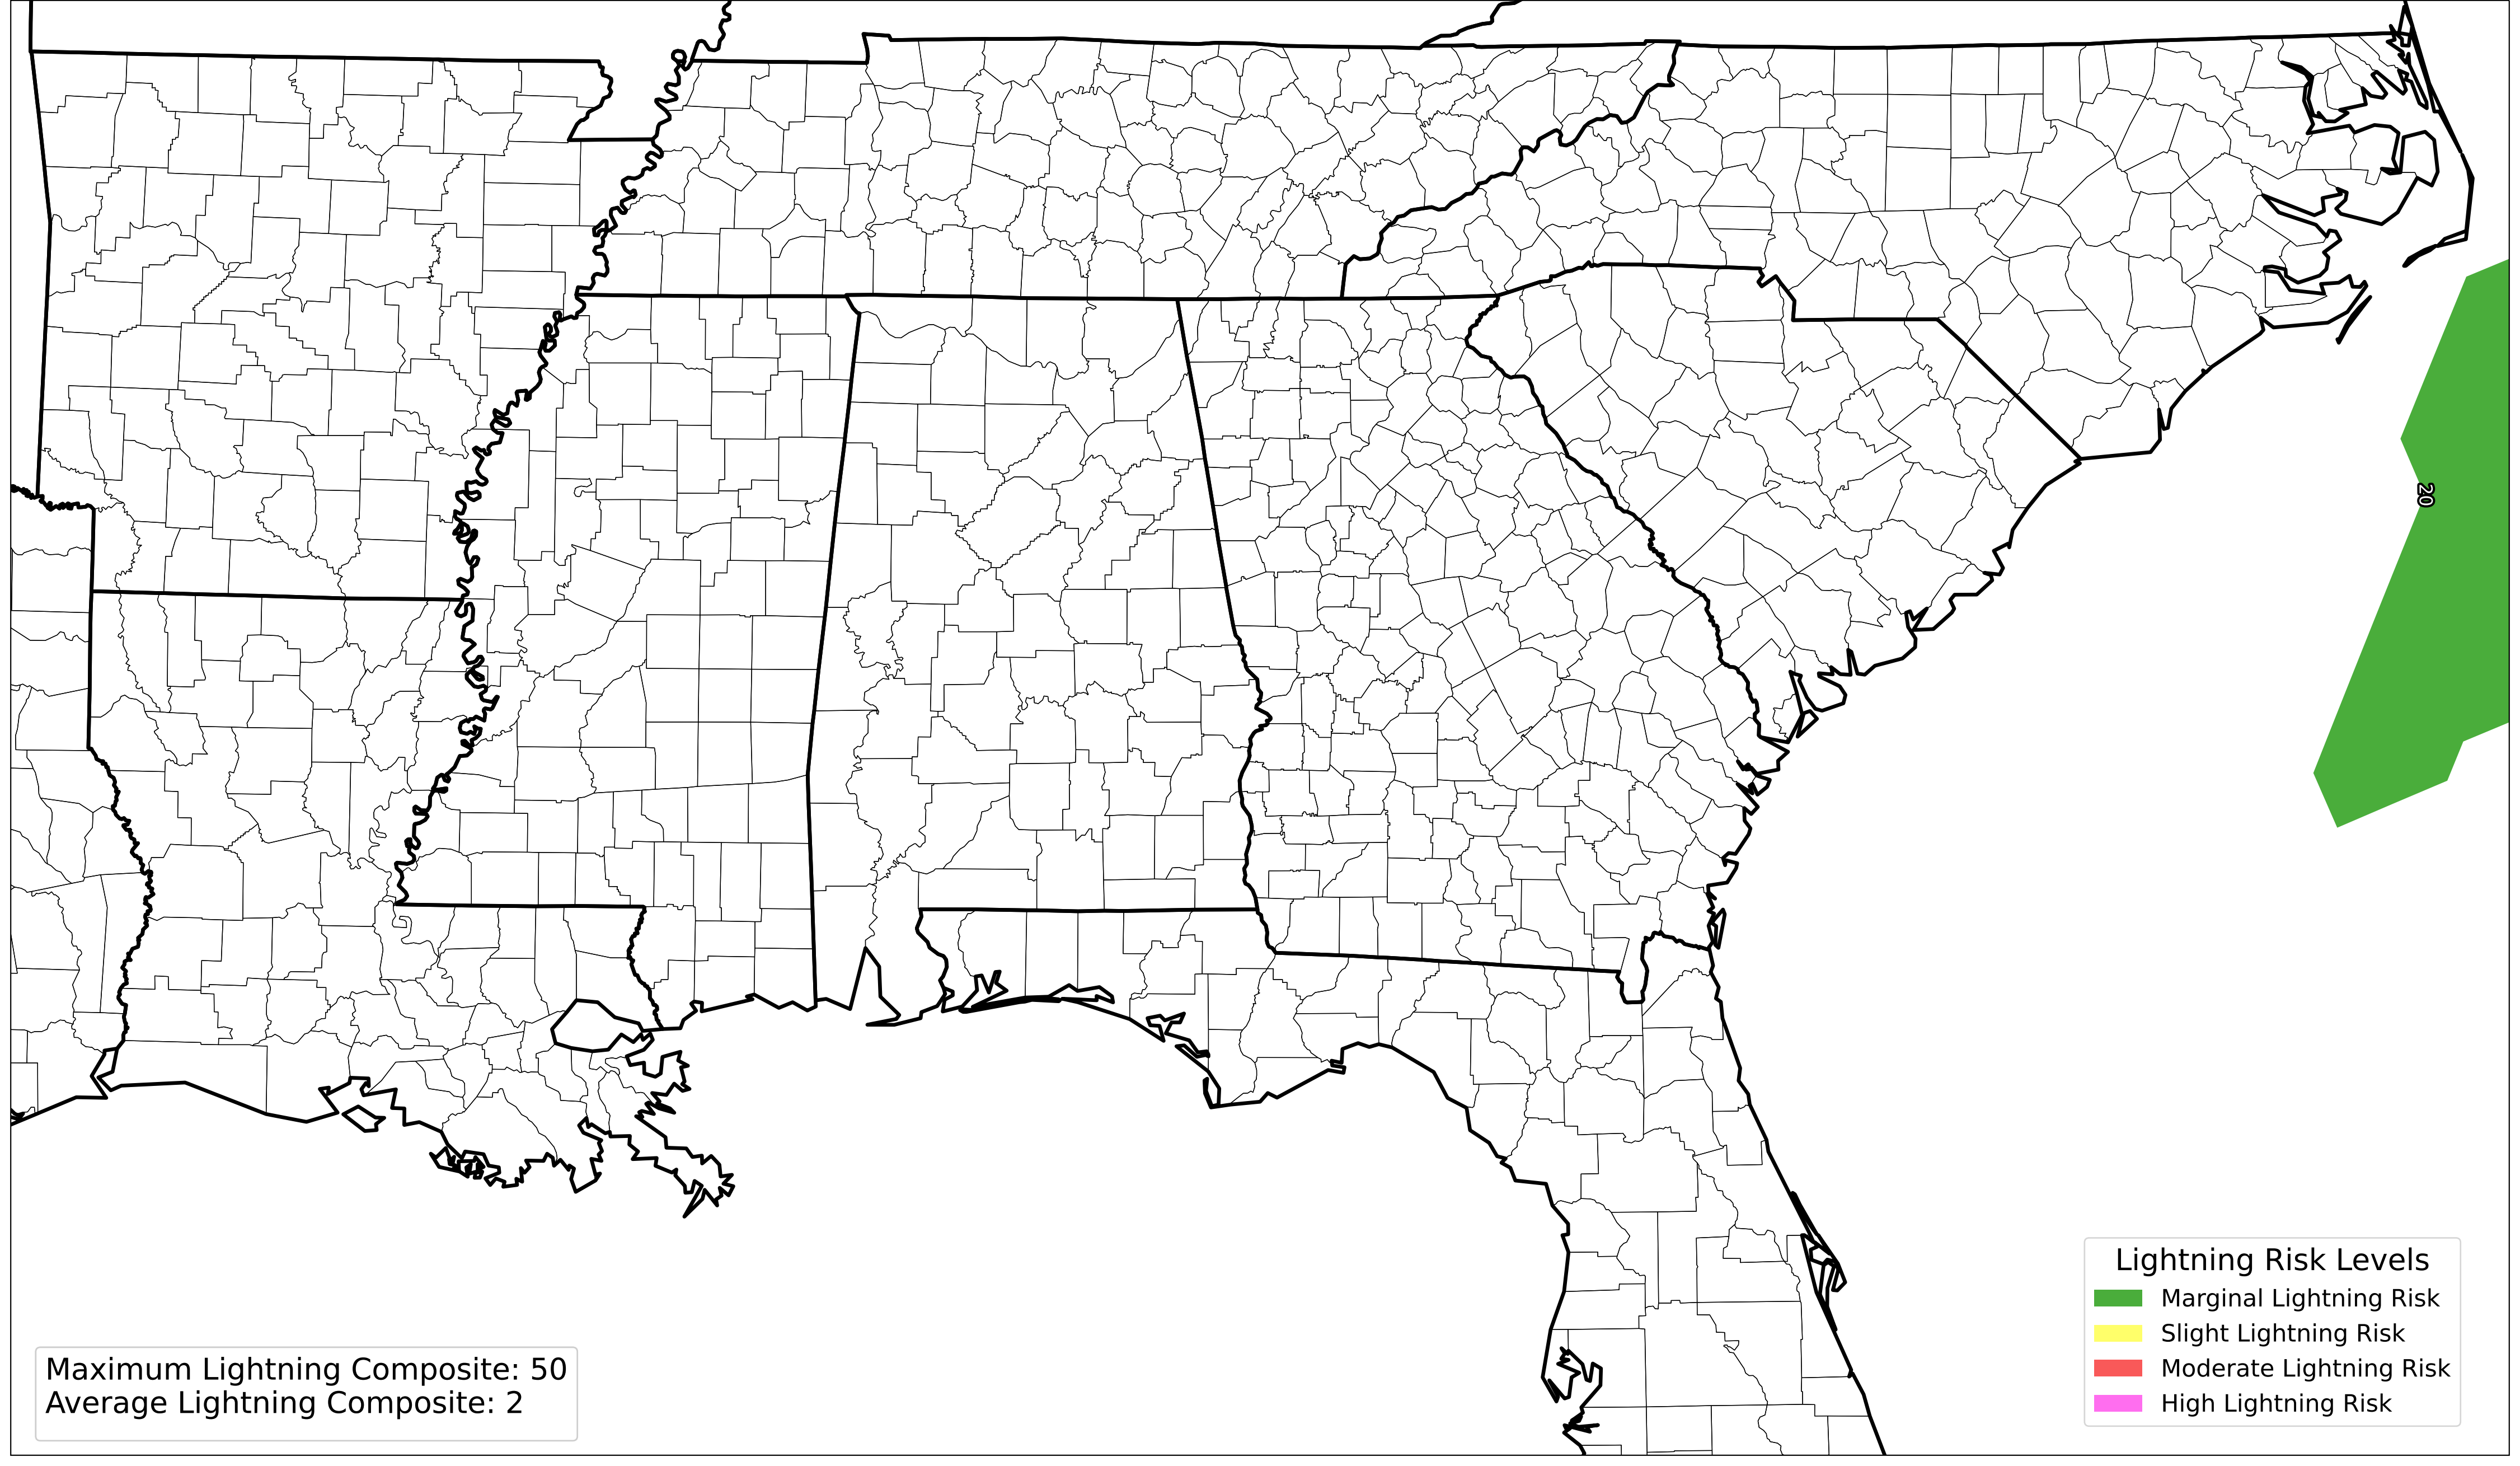 20
Lightning Risk Levels
Marginal Lightning Risk
Slight Lightning Risk
Moderate Lightning Risk
High Lightning Risk
Maximum Lightning Composite: 50
Average Lightning Composite: 2